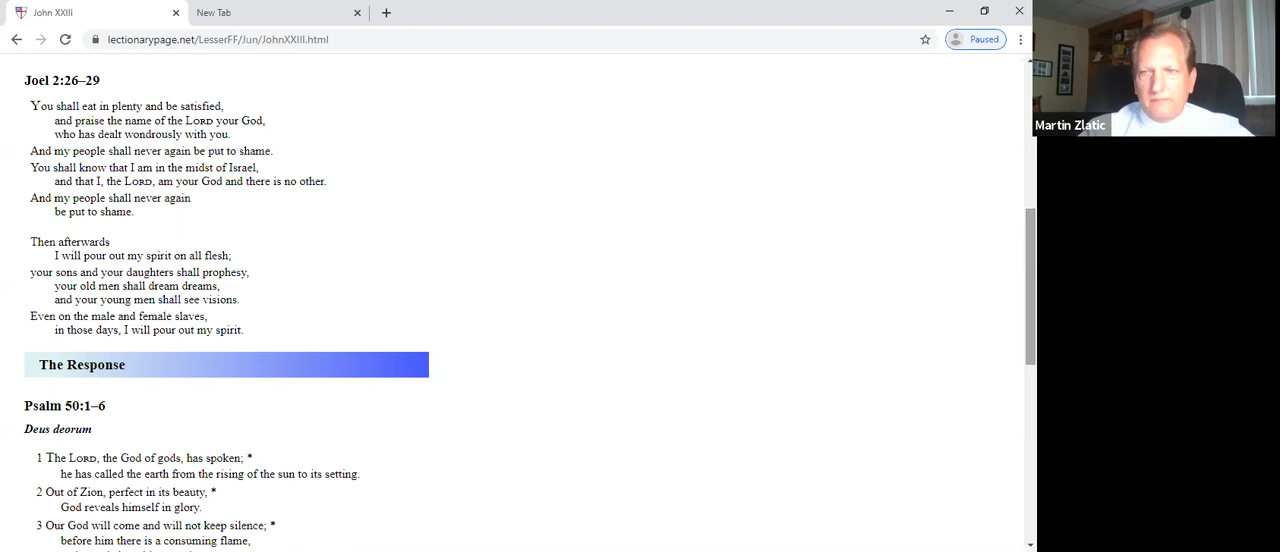 John XXIII
New Tab
lectionarypage.net/LesserFF/Jun/JohnXXIII.html
Paused
Joel 2:26–29
You shall eat in plenty and be satisfied,
and praise the name of the LORD your God,
who has dealt wondrously with you.
And my people shall never again be put to shame.
You shall know that I am in the midst of Israel,
and that I, the LORD, am your God and there is no other.
And my people shall never again
be put to shame.
Then afterwards
I will pour out my spirit on all flesh;
your sons and your daughters shall prophesy,
your old men shall dream dreams,
and your young men shall see visions.
Even on the male and female slaves,
in those days, I will pour out my spirit.
The Response
Psalm 50:1–6
Deus deorum
1 The LORD, the God of gods, has spoken; *
he has called the earth from the rising of the sun to its setting.
2 Out of Zion, perfect in its beauty, *
God reveals himself in glory.
3 Our God will come and will not keep silence; *
before him there is a consuming flame,
Martin Zlatic